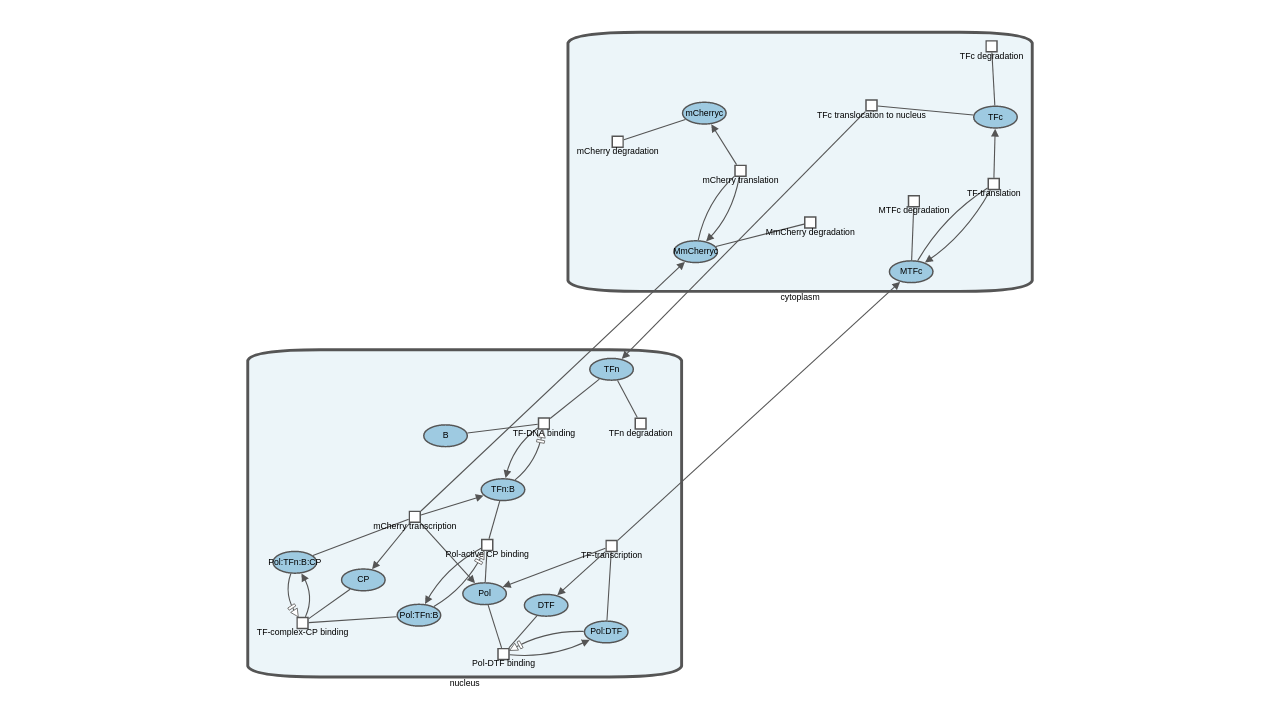 TFc degradation
mCherryc
TFc translocation to nucleus
TFc
mCherry degradation
mCherry translation
TF-translation
MTFc degradation
MmCherry degradation
MmCherryc
MTFc
cytoplasm
TFn
B
TF-DNA binding
TFn degradation
TFn:B
mCherry transcription
Pol-active CP binding
TF-transcription
Pol:TFn:B:CP
CP
Pol
DTF
Pol:TFn:B
TF-complex-CP binding
Pol:DTF
Pol-DTF binding
nucleus